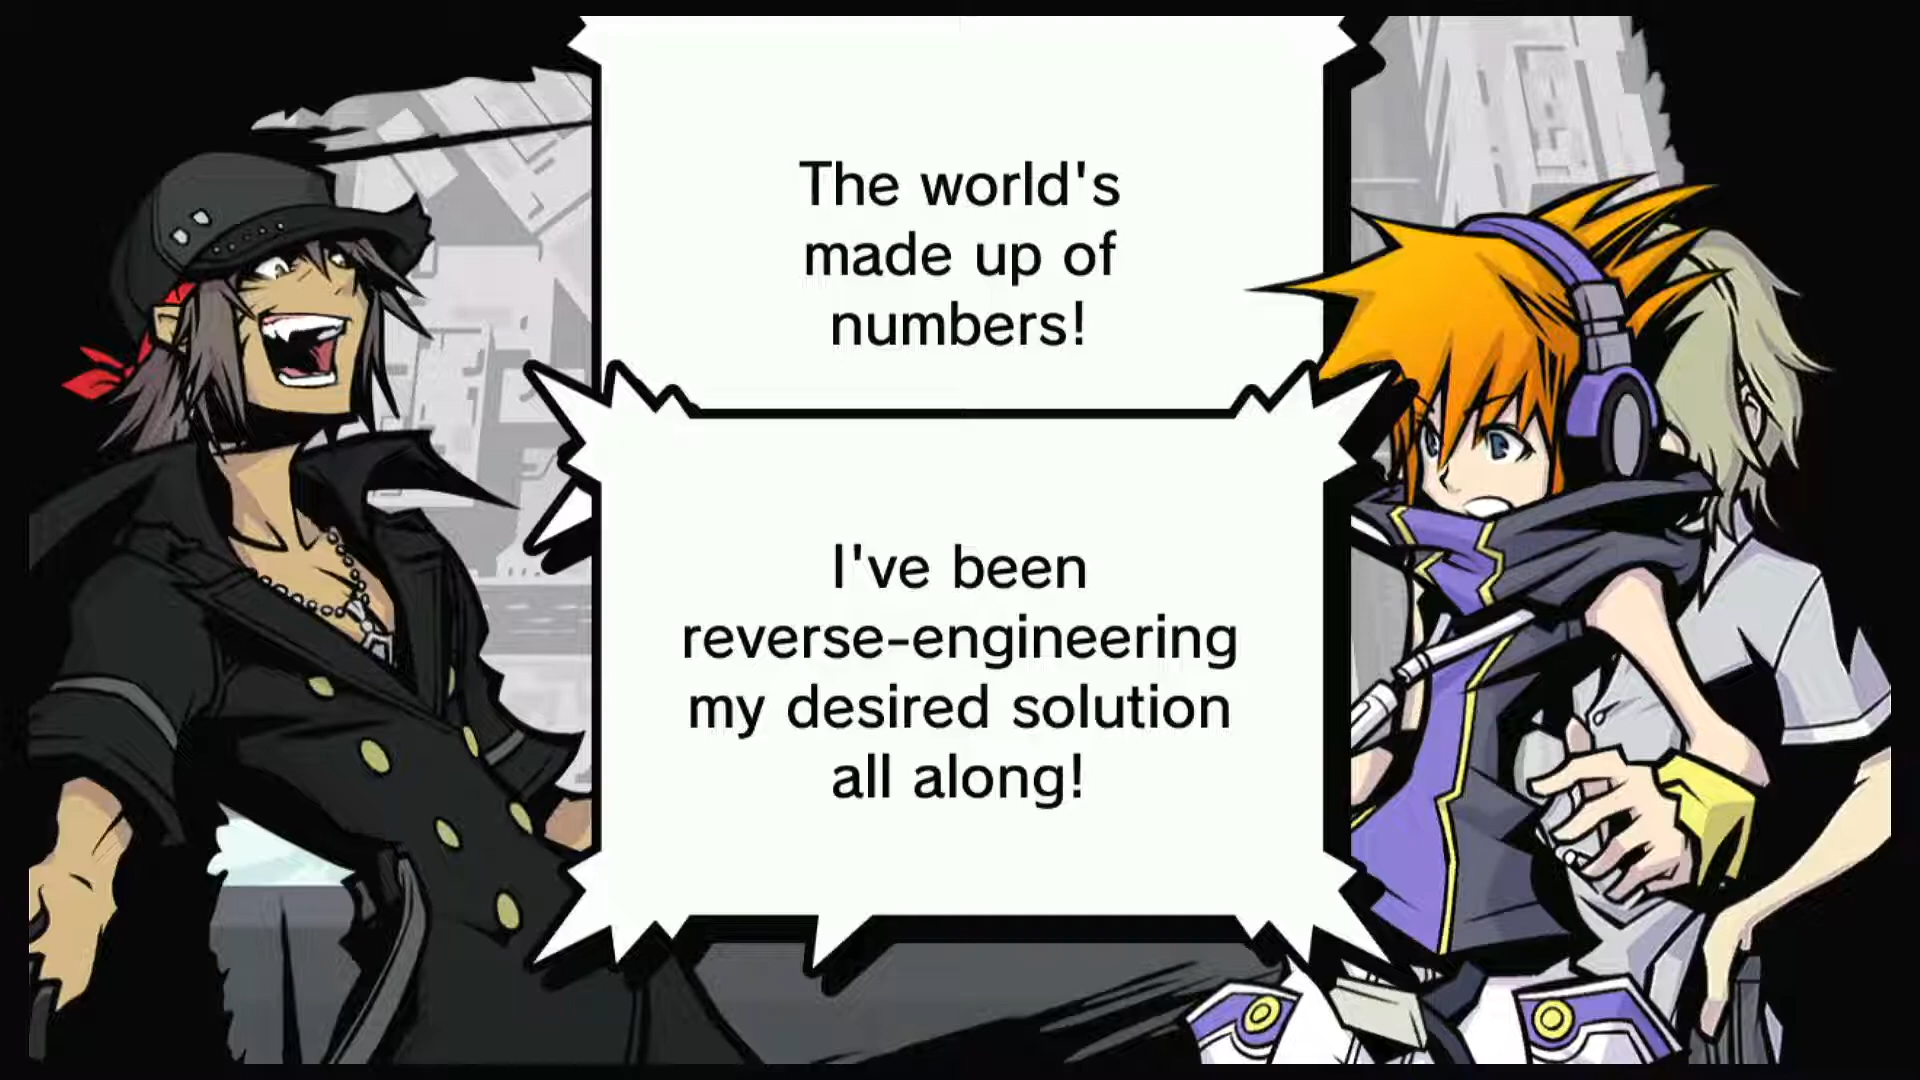 The world's
made up of
numbers!
I've been
reverse-engineering
my desired solution
all along!